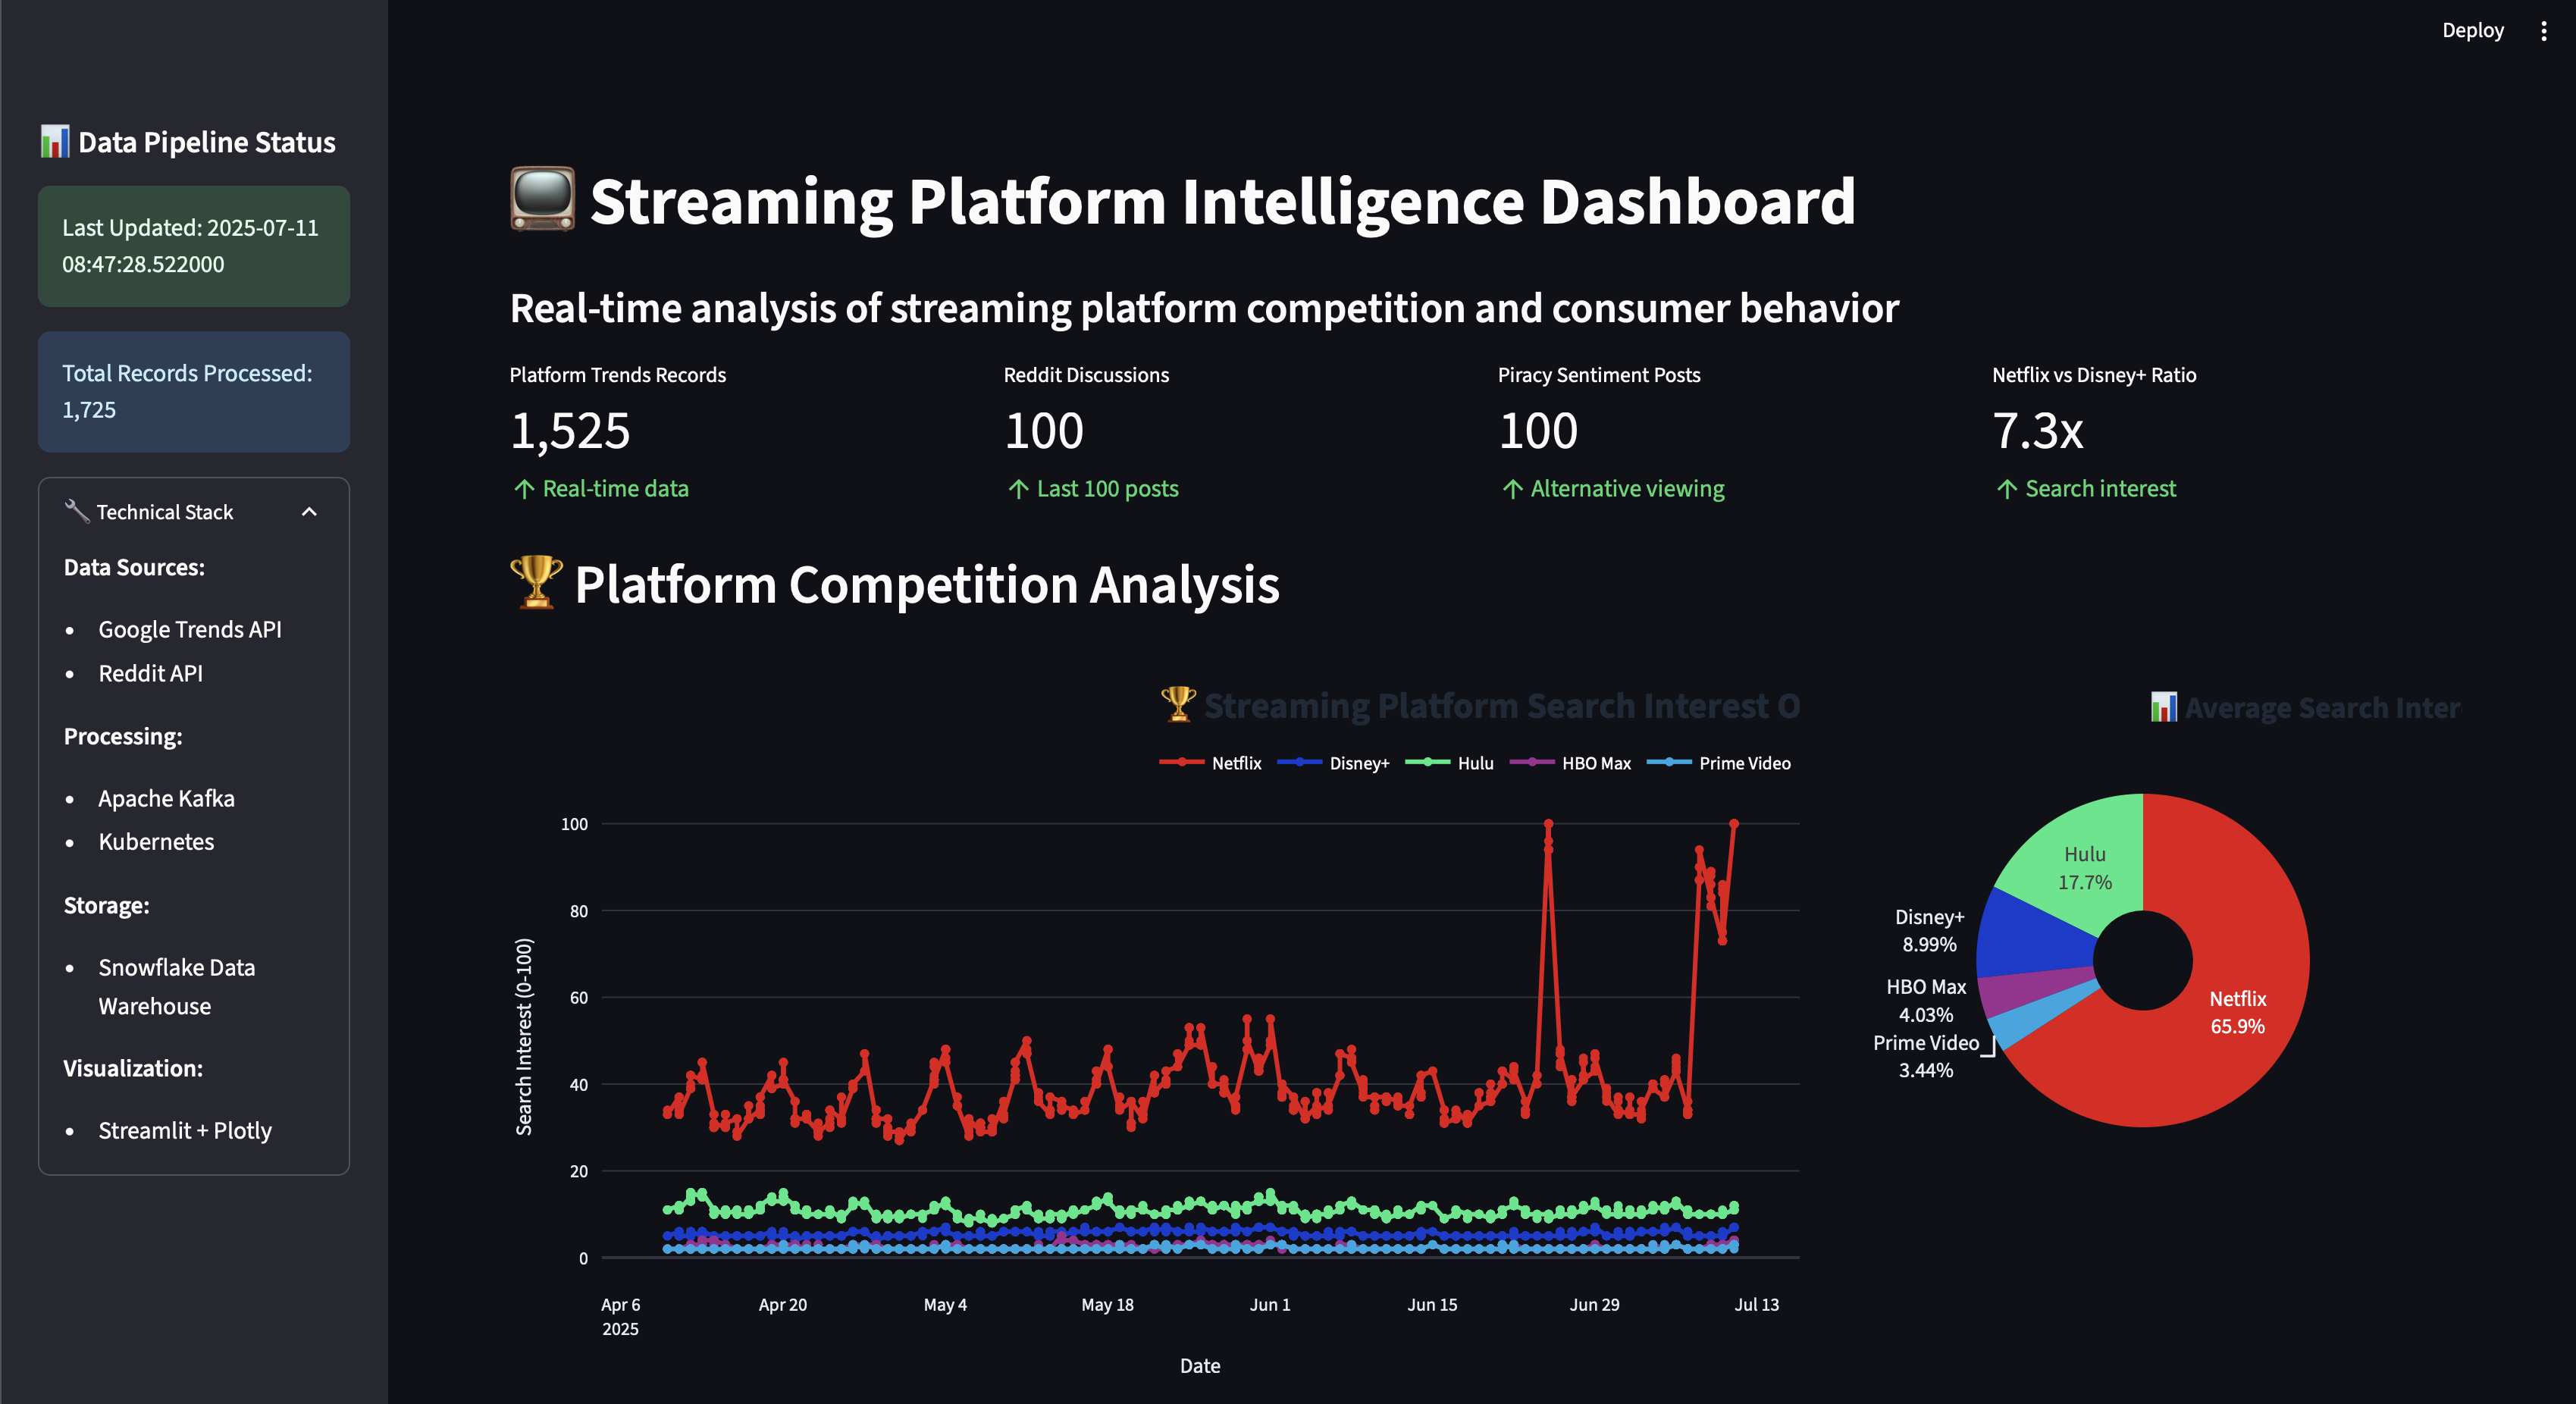 Deploy
Data Pipeline Status
Last Updated: 2025-07-11
08:47:28.522000
Total Records Processed:
1,725
Technical Stack
Data Sources:
• Google Trends API
• Reddit API
Processing:
• Apache Kafka
• Kubernetes
Storage:
• Snowflake Data
Warehouse
Visualization:
• Streamlit + Plotly
Streaming Platform Intelligence Dashboard
Real-time analysis of streaming platform competition and consumer behavior
Platform Trends Records
1,525
↑ Real-time data
Reddit Discussions
100
↑ Last 100 posts
Piracy Sentiment Posts
100
↑ Alternative viewing
Netflix vs Disney+ Ratio
7.3x
↑ Search interest
Platform Competition Analysis
Streaming Platform Search Interest O
Netflix Disney+ Hulu HBO Max Prime Video
Search Interest (0-100)
100
80
60
40
20
0
Apr 6 Apr 20 May 4 May 18 Jun 1 Jun 15 Jun 29 Jul 13
2025
Date
Average Search Inter
Hulu
17.7%
Disney+
8.99%
HBO Max
4.03%
Prime Video
3.44%
Netflix
65.9%